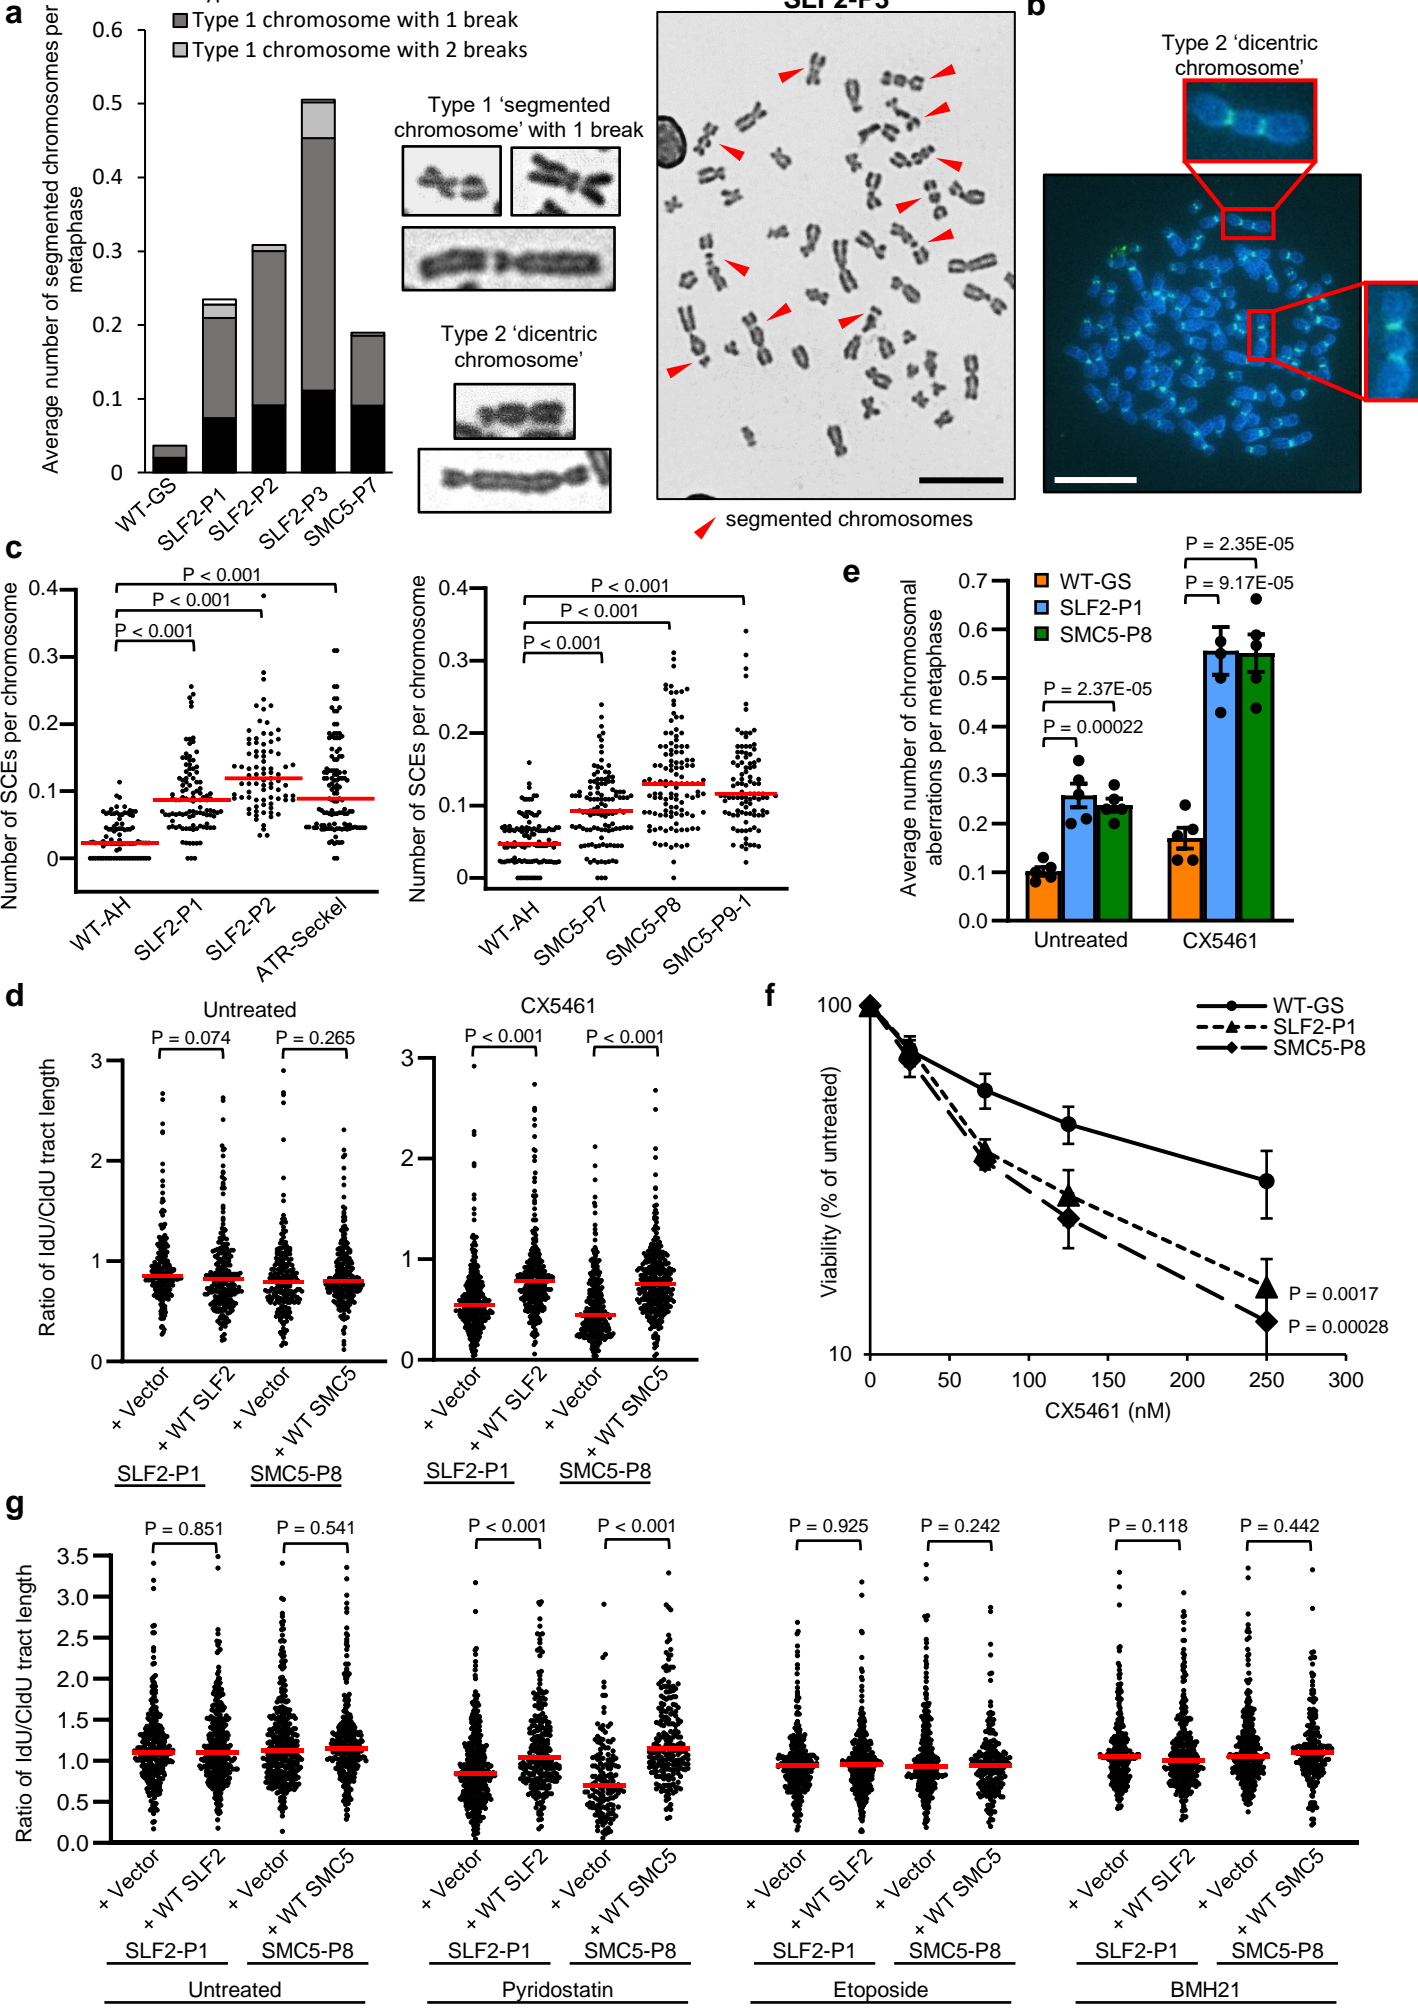 a
SLF2-P3
b
Type 1 chromosome with 1 break
Type 1 chromosome with 2 breaks
Average number of segmented chromosomes per
metaphase
0.6
0.5
0.4
0.3
0.2
0.1
0
WT-GS
SLF2-P1
SLF2-P2
SLF2-P3
SMC5-P7
Type 1 ‘segmented
chromosome’ with 1 break
Type 2 ‘dicentric
chromosome’
segmented chromosomes
Type 2 ‘dicentric
chromosome’
c
Number of SCEs per chromosome
0.4
0.3
0.2
0.1
0
P < 0.001
P < 0.001
P < 0.001
WT-AH
SLF2-P1
SLF2-P2
ATR-Seckel
Number of SCEs per chromosome
0.4
0.3
0.2
0.1
0
P < 0.001
P < 0.001
P < 0.001
WT-AH
SMC5-P7
SMC5-P8
SMC5-P9-1
e
WT-GS
SLF2-P1
SMC5-P8
Average number of chromosomal
aberrations per metaphase
0.7
0.6
0.5
0.4
0.3
0.2
0.1
0.0
P = 2.35E-05
P = 9.17E-05
P = 2.37E-05
P = 0.00022
Untreated
CX5461
d
Untreated
CX5461
Ratio of IdU/CldU tract length
3
2
1
0
P = 0.074
P = 0.265
+ Vector
+ WT SLF2
+ Vector
+ WT SMC5
SLF2-P1
SMC5-P8
3
2
1
0
P < 0.001
P < 0.001
+ Vector
+ WT SLF2
+ Vector
+ WT SMC5
SLF2-P1
SMC5-P8
f
WT-GS
SLF2-P1
SMC5-P8
Viability (% of untreated)
100
10
P = 0.0017
P = 0.00028
0
50
100
150
200
250
300
CX5461 (nM)
g
Ratio of IdU/CldU tract length
3.5
3.0
2.5
2.0
1.5
1.0
0.5
0.0
P = 0.851
P = 0.541
P < 0.001
P < 0.001
P = 0.925
P = 0.242
P = 0.118
P = 0.442
+ Vector
+ WT SLF2
+ Vector
+ WT SMC5
+ Vector
+ WT SLF2
+ Vector
+ WT SMC5
+ Vector
+ WT SLF2
+ Vector
+ WT SMC5
+ Vector
+ WT SLF2
+ Vector
+ WT SMC5
SLF2-P1
SMC5-P8
SLF2-P1
SMC5-P8
SLF2-P1
SMC5-P8
SLF2-P1
SMC5-P8
Untreated
Pyridostatin
Etoposide
BMH21